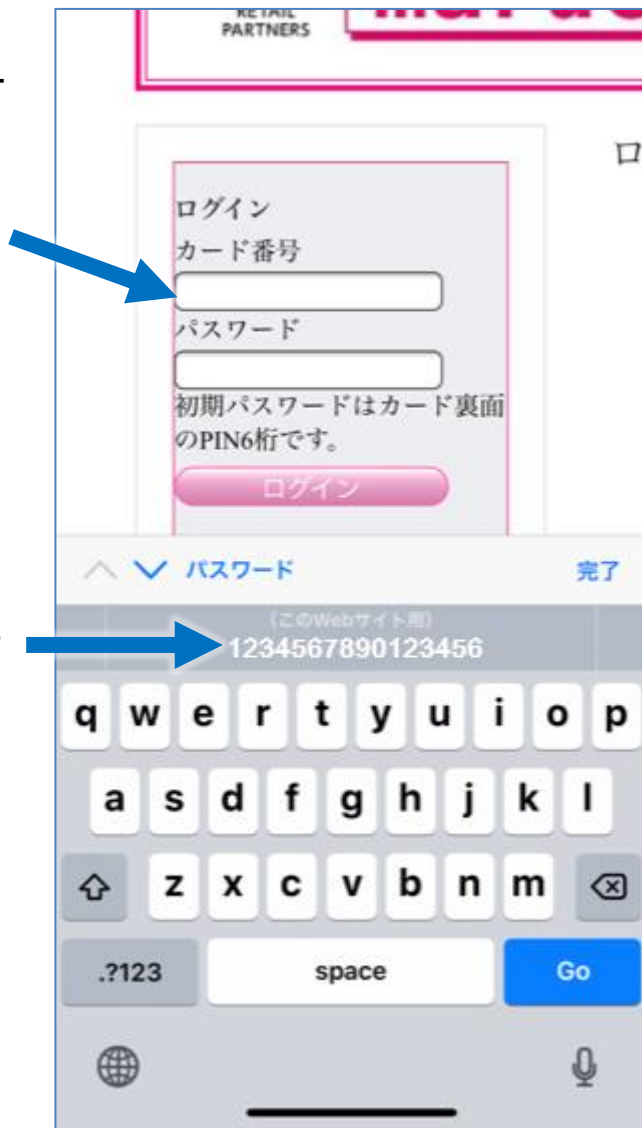 RETAIL
PARTNERS
ロ
ログイン
カード番号
パスワード
初期パスワードはカード裏面
のPIN6桁です。
ログイン
パスワード 完了
(このWebサイト用)
1234567890123456
q w e r t y u i o p
a s d f g h j k l
z x c v b n m
.?123 space Go